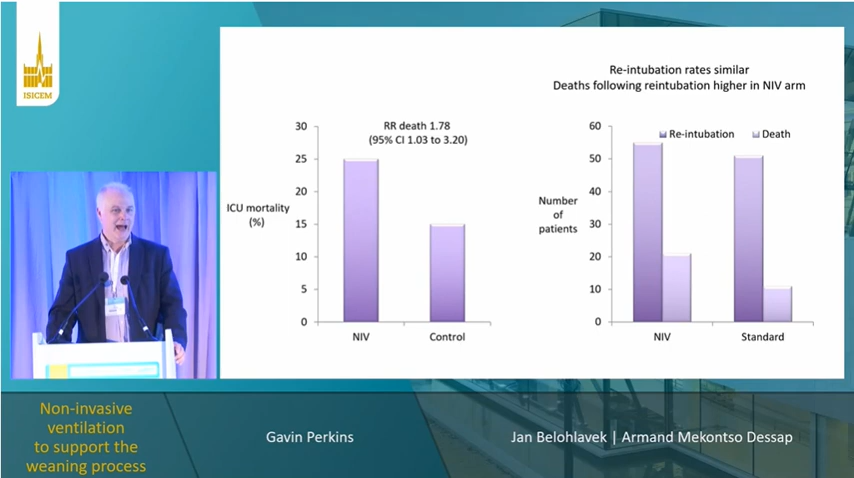 ISICEM
Re-intubation rates similar
Deaths following reintubation higher in NIV arm
RR death 1.78
(95% CI 1.03 to 3.20)
ICU mortality
(%)
30
25
20
15
10
5
0
NIV
Control
Re-intubation
Death
Number
of
patients
60
50
40
30
20
10
0
NIV
Standard
Non-invasive
ventilation
to support the
weaning process
Gavin Perkins
Jan Belohlavek | Armand Mekontso Dessap